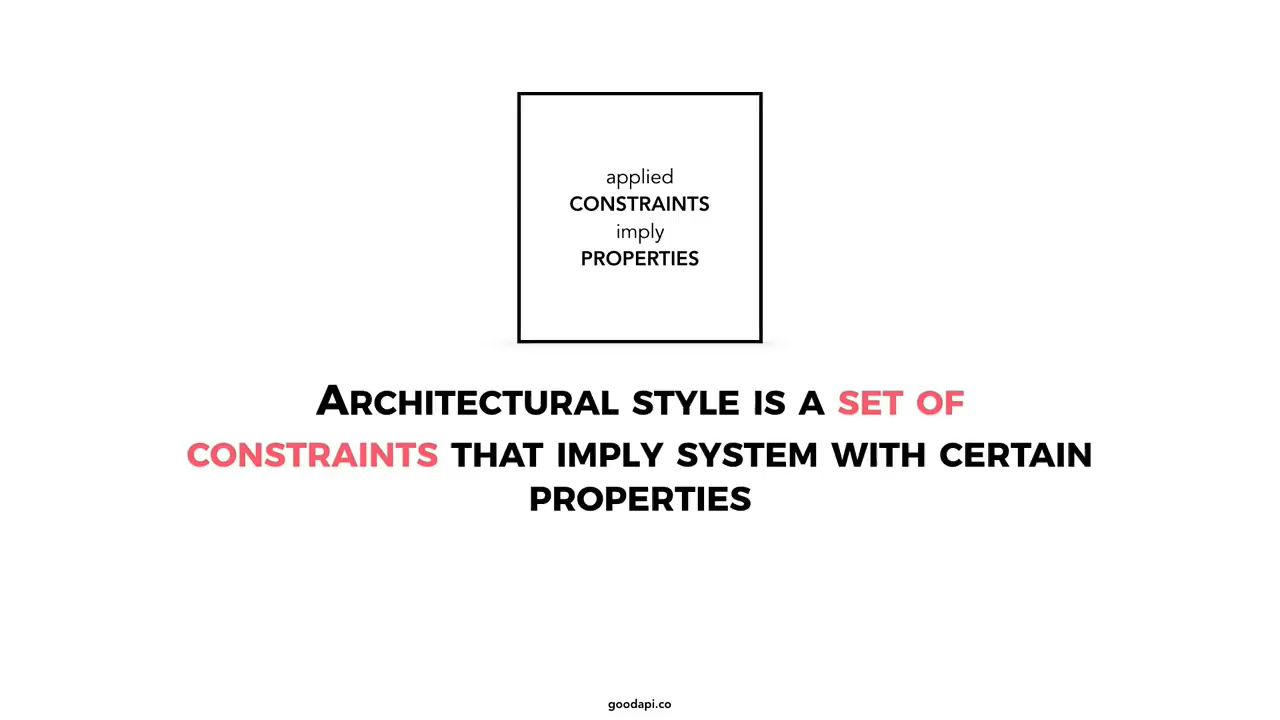 applied
CONSTRAINTS
imply
PROPERTIES
ARCHITECTURAL STYLE IS A SET OF
CONSTRAINTS THAT IMPLY SYSTEM WITH CERTAIN
PROPERTIES
goodapi.co